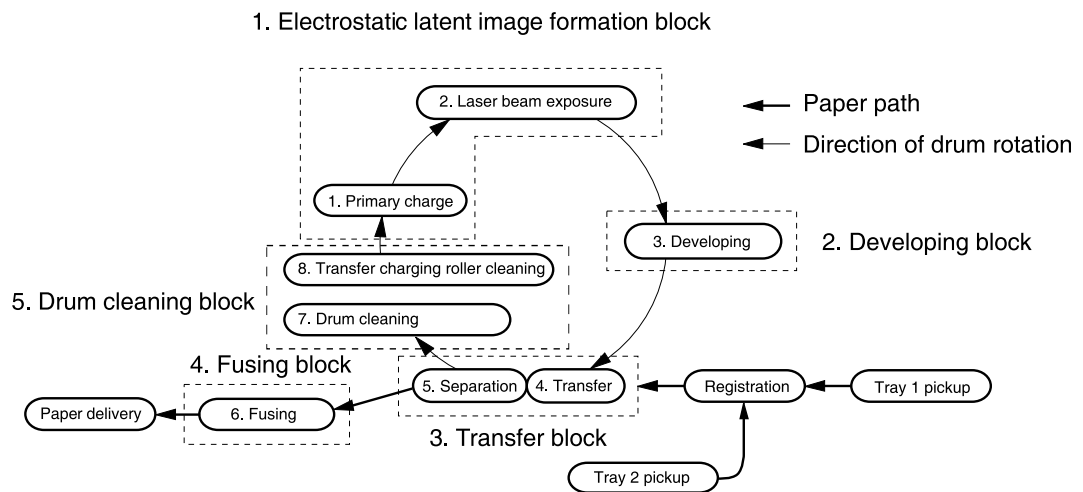 1. Electrostatic latent image formation block
2. Laser beam exposure
Paper path
Direction of drum rotation
1. Primary charge
3. Developing
2. Developing block
8. Transfer charging roller cleaning
5. Drum cleaning block
7. Drum cleaning
4. Fusing block
5. Separation
4. Transfer
Registration
Tray 1 pickup
Paper delivery
6. Fusing
3. Transfer block
Tray 2 pickup